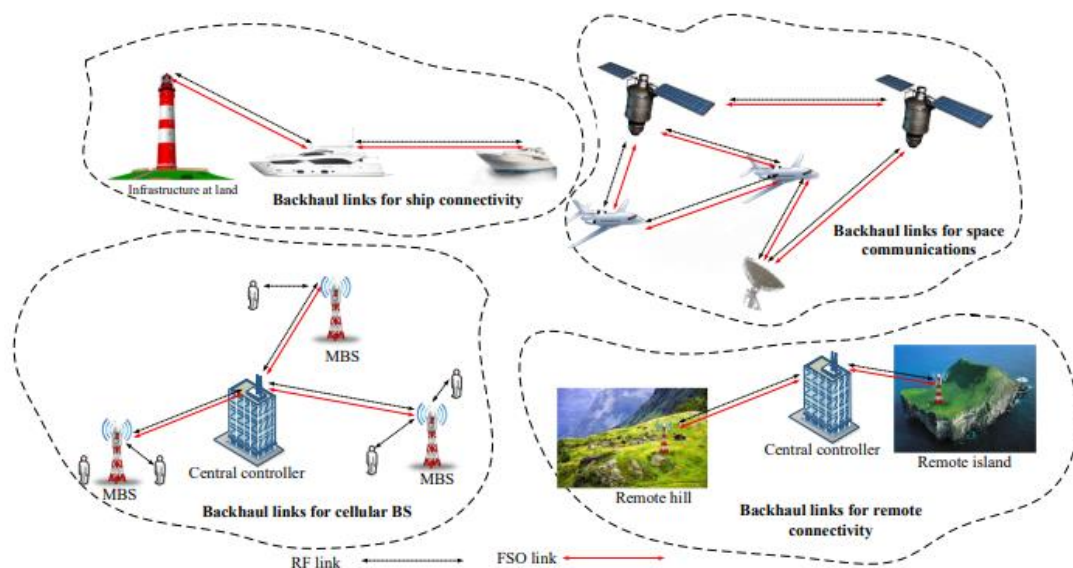 Infrastructure at land
Backhaul links for ship connectivity
Backhaul links for space
communications
MBS
MBS
Central controller
MBS
Backhaul links for cellular BS
Central controller
Remote island
Remote hill
Backhaul links for remote
connectivity
RF link
FSO link